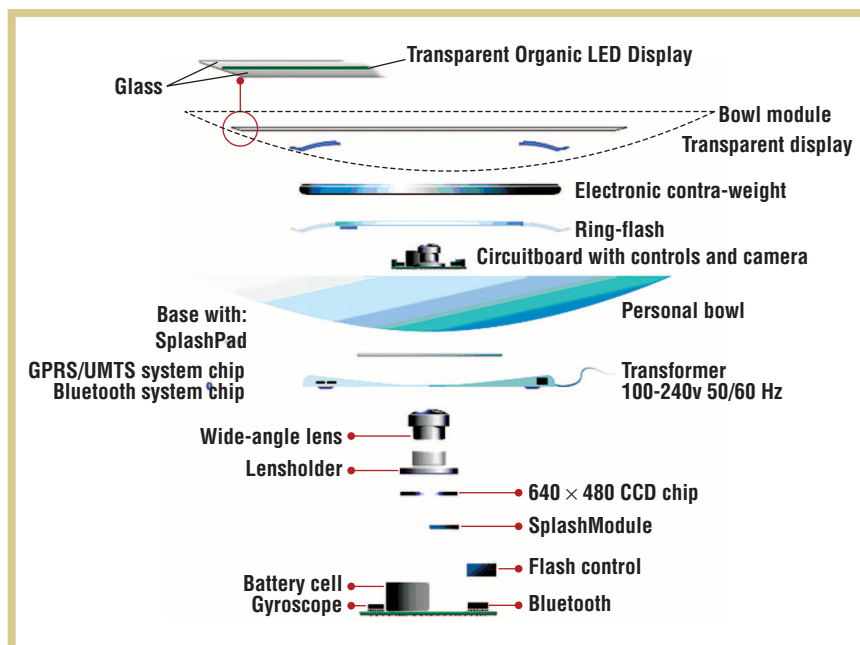 Transparent Organic LED Display
Glass
Bowl module
Transparent display
Electronic contra-weight
Ring-flash
Circuitboard with controls and camera
Personal bowl
Base with:
SplashPad
GPRS/UMTS system chip
Bluetooth system chip
Transformer
100-240v 50/60 Hz
Wide-angle lens
Lensholder
640 × 480 CCD chip
SplashModule
Flash control
Battery cell
Gyroscope
Bluetooth